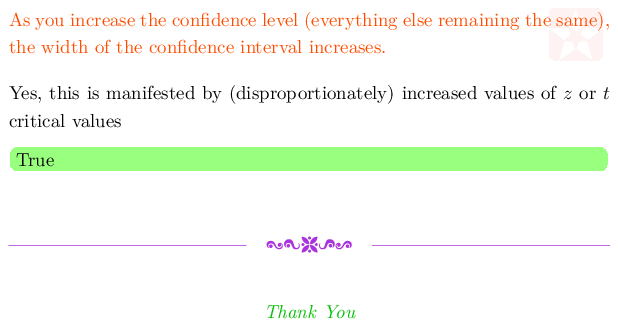 As you increase the confidence level (everything else remaining the same),
the width of the confidence interval increases.
Yes, this is manifested by (disproportionately) increased values of z or t
critical values
True
Thank You